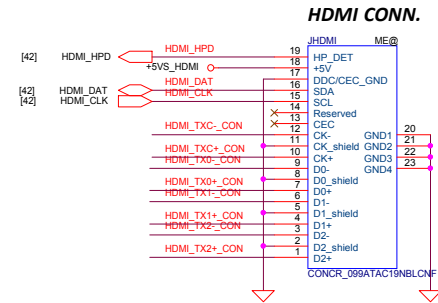 HDMI CONN.
JHDMI ME@
[42] HDMI_HPD HDMI_HPD 19 HP_DET
+5VS_HDMI 18 +5V
17 DDC/CEC_GND
[42] HDMI_DAT HDMI_DAT 16 SDA
[42] HDMI_CLK HDMI_CLK 15 SCL
14 Reserved
13 CEC
HDMI_TXC-_CON 12 CK- GND1 20
11 CK_shield GND2 21
HDMI_TXC+_CON 10 CK+ GND3 22
HDMI_TX0-_CON 9 D0- GND4 23
8 D0_shield
HDMI_TX0+_CON 7 D0+
HDMI_TX1-_CON 6 D1-
5 D1_shield
HDMI_TX1+_CON 4 D1+
HDMI_TX2-_CON 3 D2-
2 D2_shield
HDMI_TX2+_CON 1 D2+
CONCR_099ATAC19NBLCNF